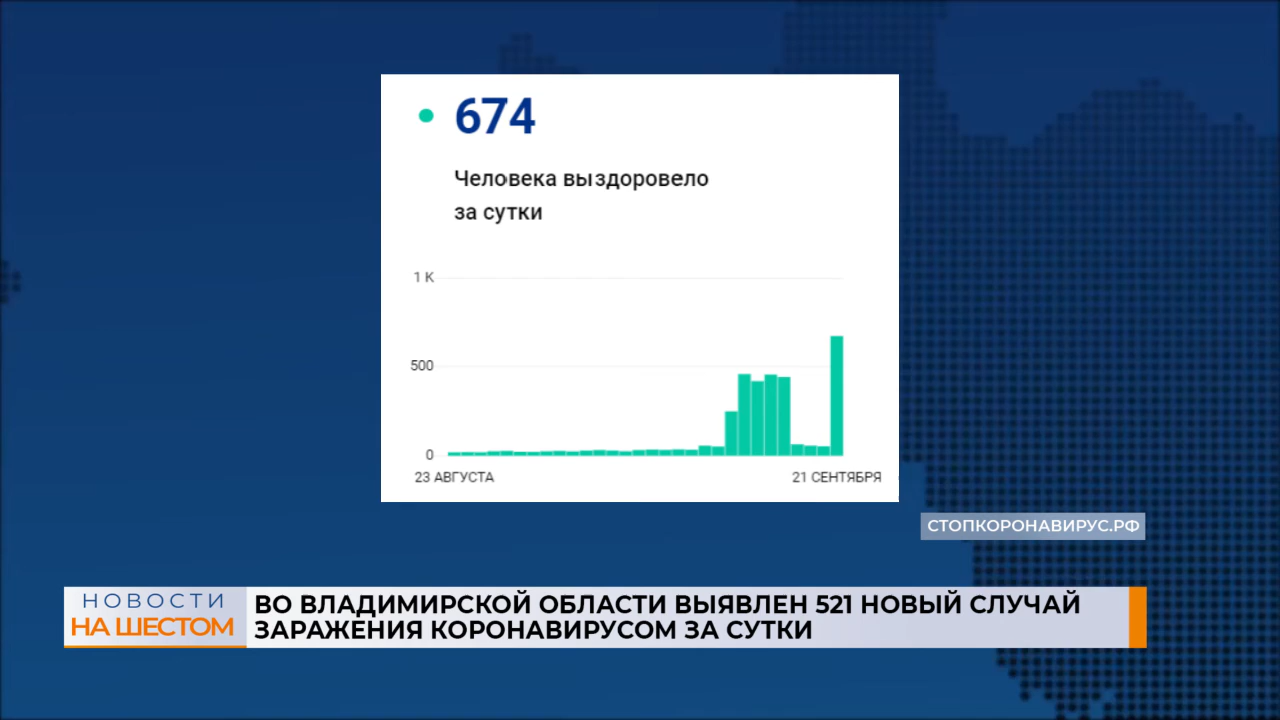 674
Человека выздоровело
за сутки
1 K
500
0
23 АВГУСТА
21 СЕНТЯБРЯ
СТОПКОРОНАВИРУС.РФ
НОВОСТИ
НА ШЕСТОМ
ВО ВЛАДИМИРСКОЙ ОБЛАСТИ ВЫЯВЛЕН 521 НОВЫЙ СЛУЧАЙ
ЗАРАЖЕНИЯ КОРОНАВИРУСОМ ЗА СУТКИ